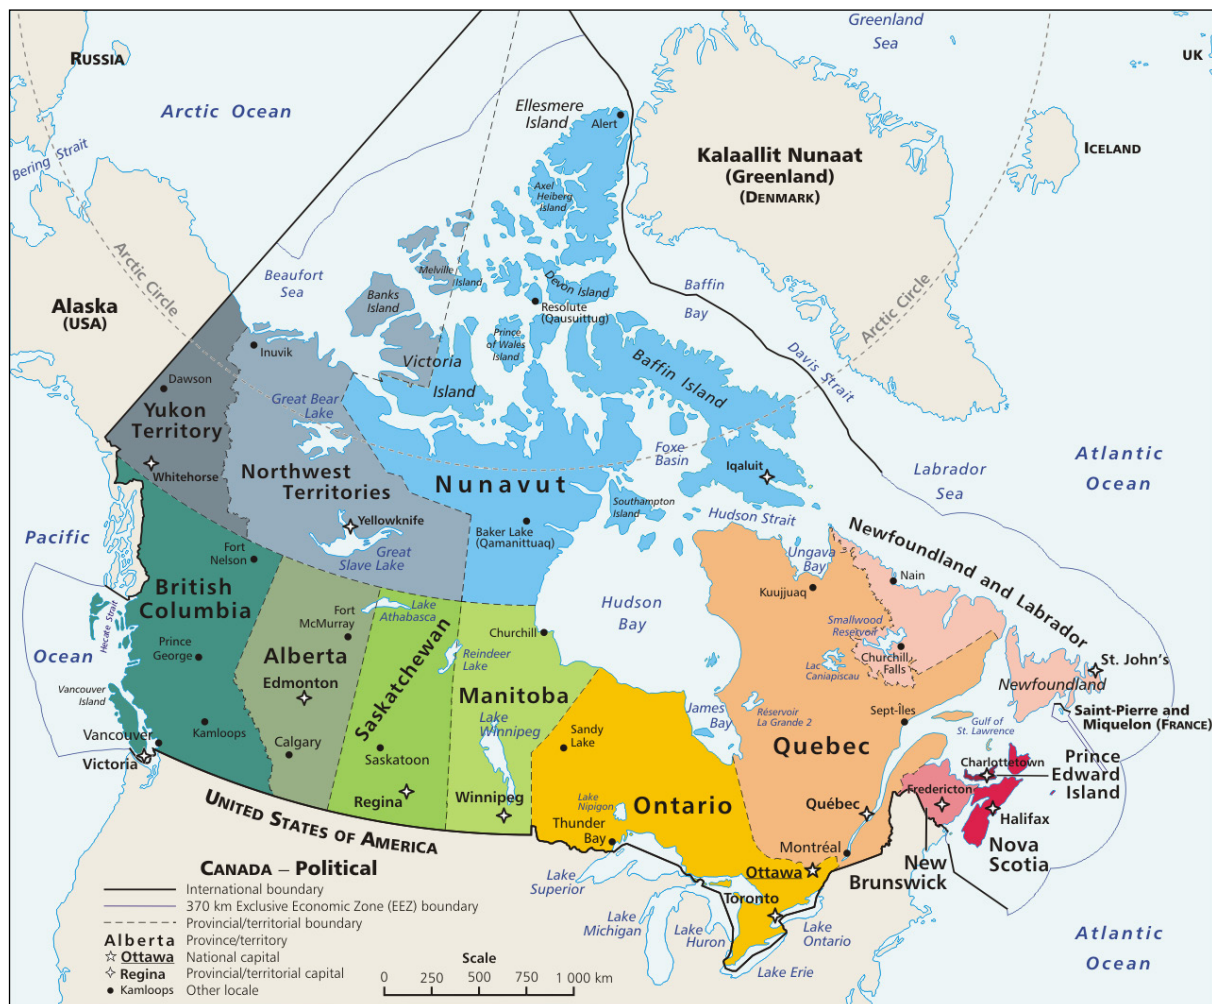 RUSSIA
Arctic Ocean
Bering Strait
Greenland
Sea
UK
Ellesmere
Island
Alert
ICELAND
Kalaallit Nunaat
(Greenland)
(DENMARK)
Axel
Heiberg
Island
Arctic Circle
Arctic Circle
Beaufort
Sea
Melville
Island
Devon Island
Banks
Island
Resolute
(Qausuittug)
Baffin
Bay
Alaska
(USA)
Prince
of Wales
Island
Inuvik
Victoria
Island
Baffin Island
Davis Strait
Dawson
Yukon
Territory
Great Bear
Lake
Whitehorse
Northwest
Territories
Nunavut
Foxe
Basin
Iqaluit
Labrador
Sea
Atlantic
Ocean
Yellowknife
Great
Slave Lake
Baker Lake
(Qamanittuaq)
Southampton
Island
Hudson Strait
Ungava
Bay
Newfoundland and Labrador
Pacific
Ocean
Fort
Nelson
British
Columbia
Hecate Strait
Prince
George
Fort
McMurray
Lake
Athabasca
Hudson
Bay
Kuujjuaq
Nain
Smallwood
Reservoir
Churchill
Falls
Lac
Caniapiscau
Alberta
Edmonton
Saskatchewan
Reindeer
Lake
Churchill
Manitoba
Lake
Winnipeg
St. John's
Newfoundland
Vancouver
Island
Vancouver
Victoria
Kamloops
Calgary
Saskatoon
Regina
Winnipeg
Sandy
Lake
James
Bay
Réservoir
La Grande 2
Sept-Îles
Gulf of
St. Lawrence
Saint-Pierre and
Miquelon (FRANCE)
Quebec
Charlottetown
Prince
Edward
Island
UNITED STATES OF AMERICA
Lake
Nipigon
Ontario
Thunder
Bay
Québec
Fredericton
Halifax
Montréal
Nova
Scotia
New
Brunswick
Ottawa
Toronto
Lake
Superior
Lake
Michigan
Lake
Huron
Lake
Ontario
Lake Erie
Atlantic
Ocean
CANADA – Political
International boundary
370 km Exclusive Economic Zone (EEZ) boundary
Provincial/territorial boundary
Alberta Province/territory
Ottawa National capital
Regina Provincial/territorial capital
Kamloops Other locale
Scale
0 250 500 750 1 000 km